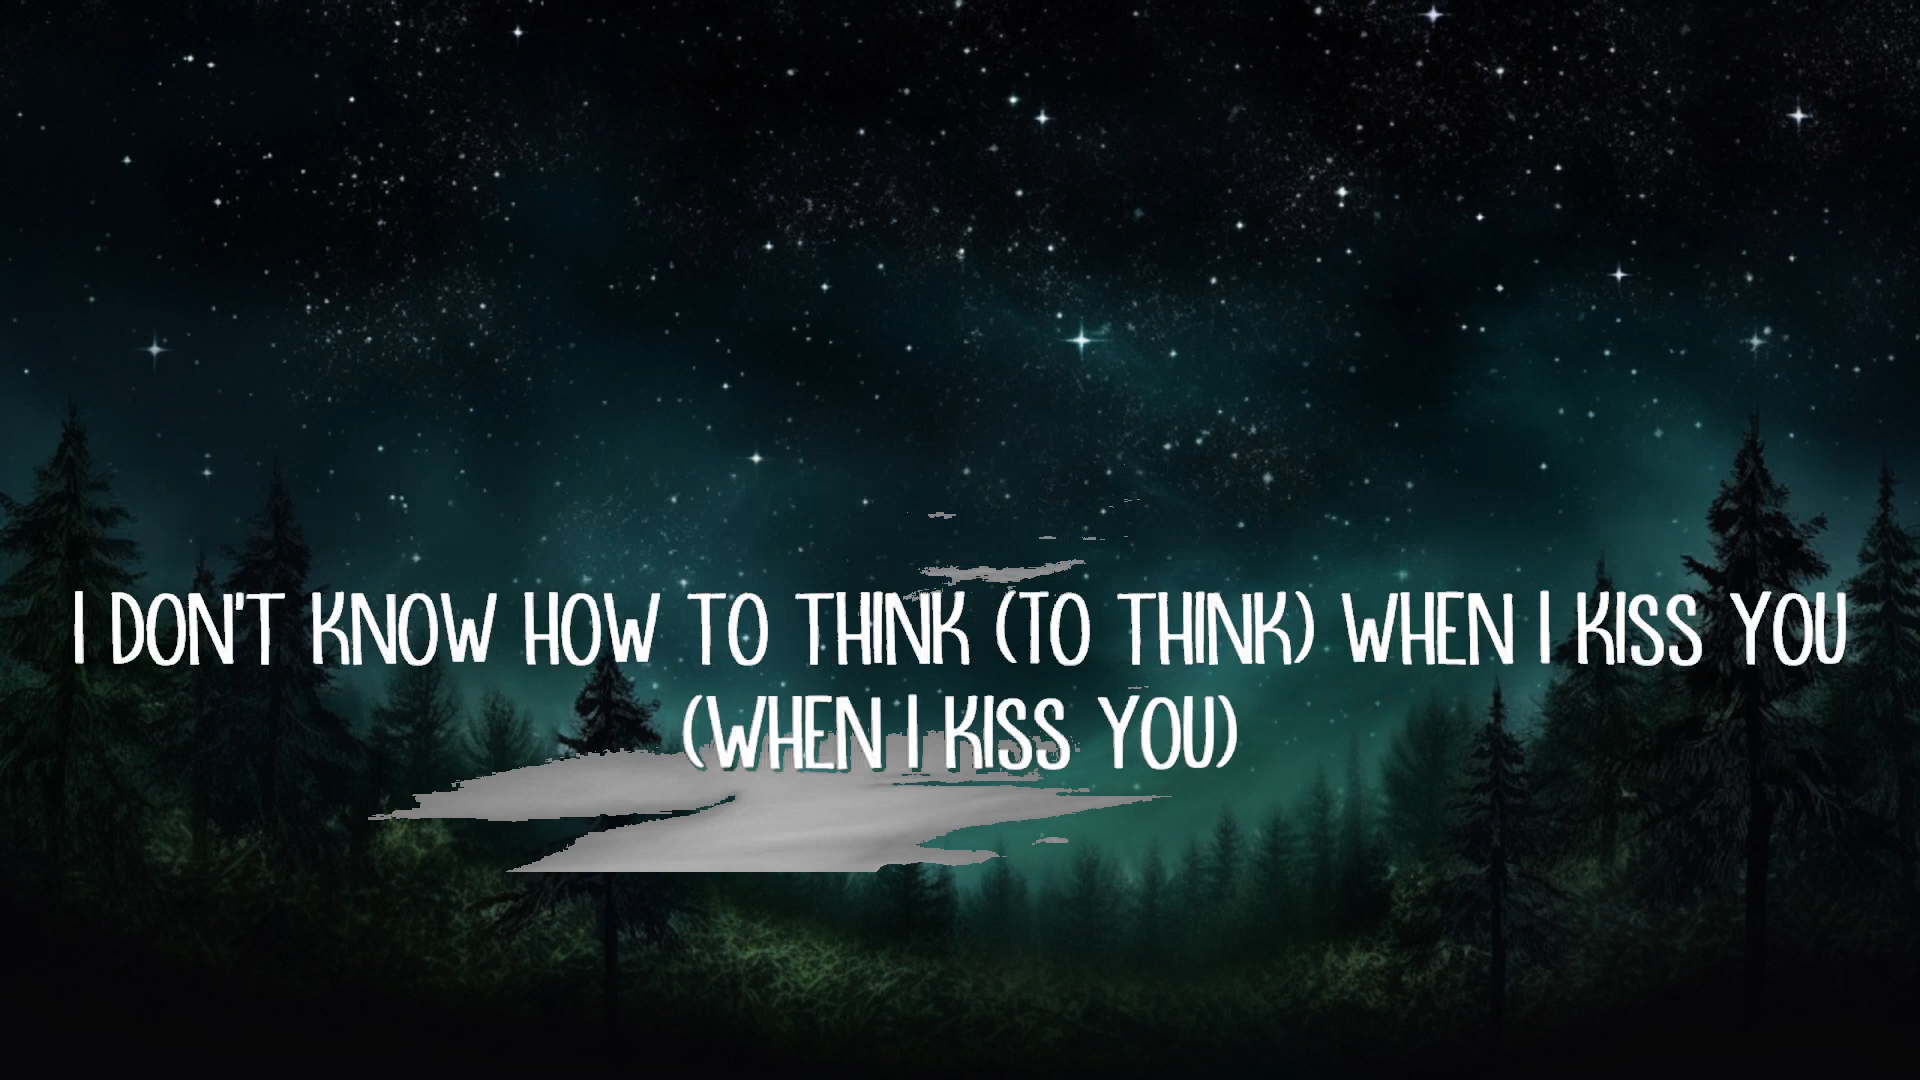 I DON'T KNOW HOW TO THINK (TO THINK) WHEN I KISS YOU
(WHEN I KISS YOU)